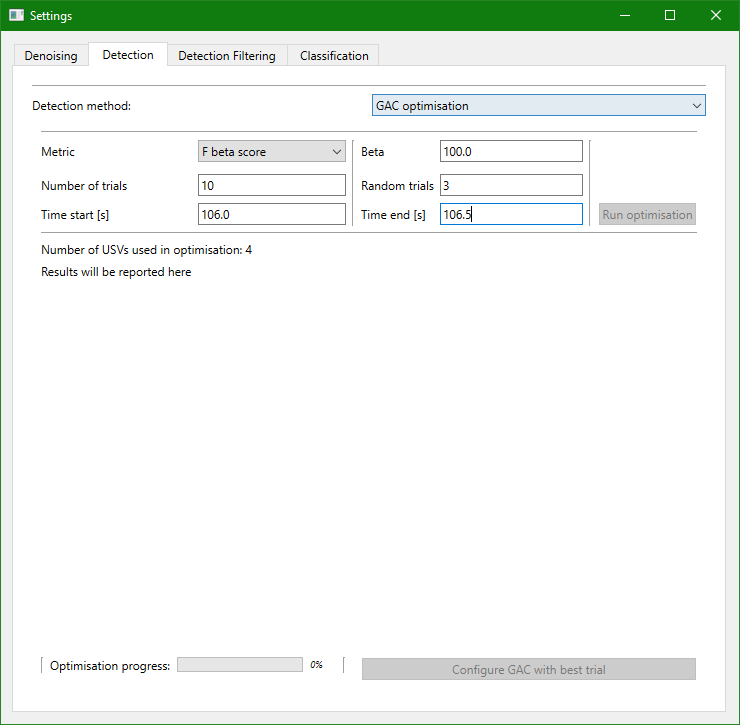 Settings
Denoising Detection Detection Filtering Classification
Detection method: GAC optimisation
Metric F beta score Beta 100.0
Number of trials 10 Random trials 3
Time start [s] 106.0 Time end [s] 106.5 Run optimisation
Number of USVs used in optimisation: 4
Results will be reported here
Optimisation progress: 0% Configure GAC with best trial